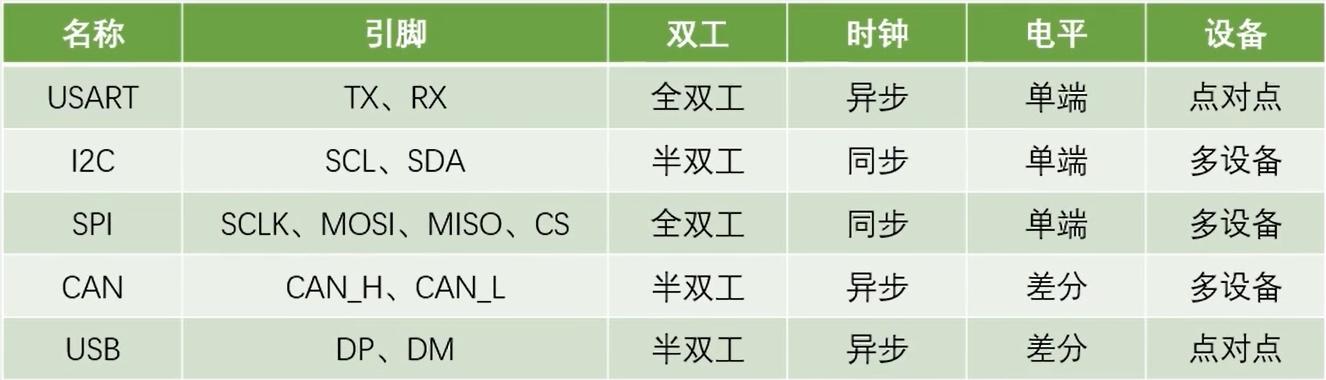 名称 引脚 双工 时钟 电平 设备
USART TX、RX 全双工 异步 单端 点对点
I2C SCL、SDA 半双工 同步 单端 多设备
SPI SCLK、MOSI、MISO、CS 全双工 同步 单端 多设备
CAN CAN_H、CAN_L 半双工 异步 差分 多设备
USB DP、DM 半双工 异步 差分 点对点